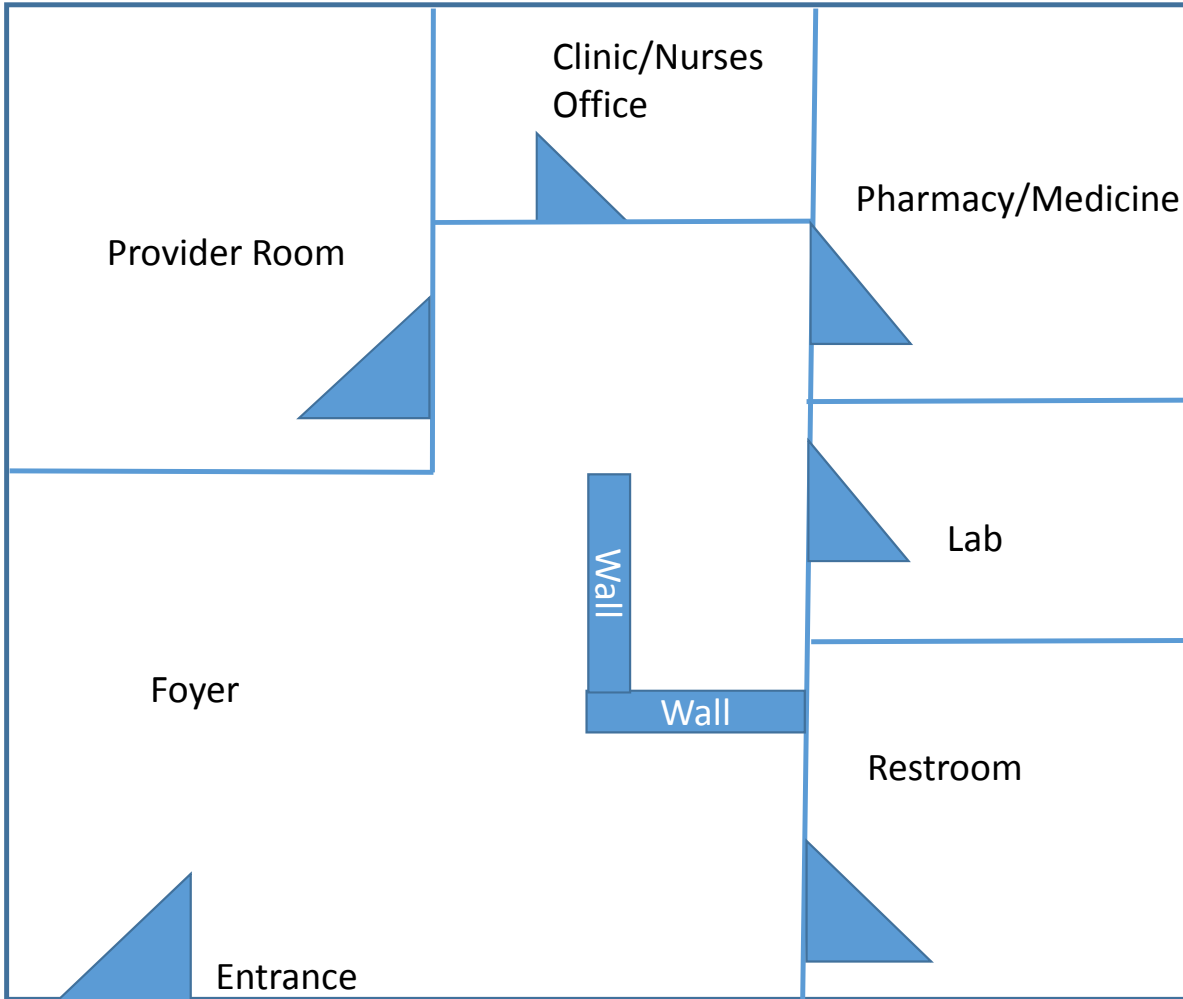 Clinic/Nurses
Office
Pharmacy/Medicine
Provider Room
Lab
Wall
Foyer
Wall
Restroom
Entrance